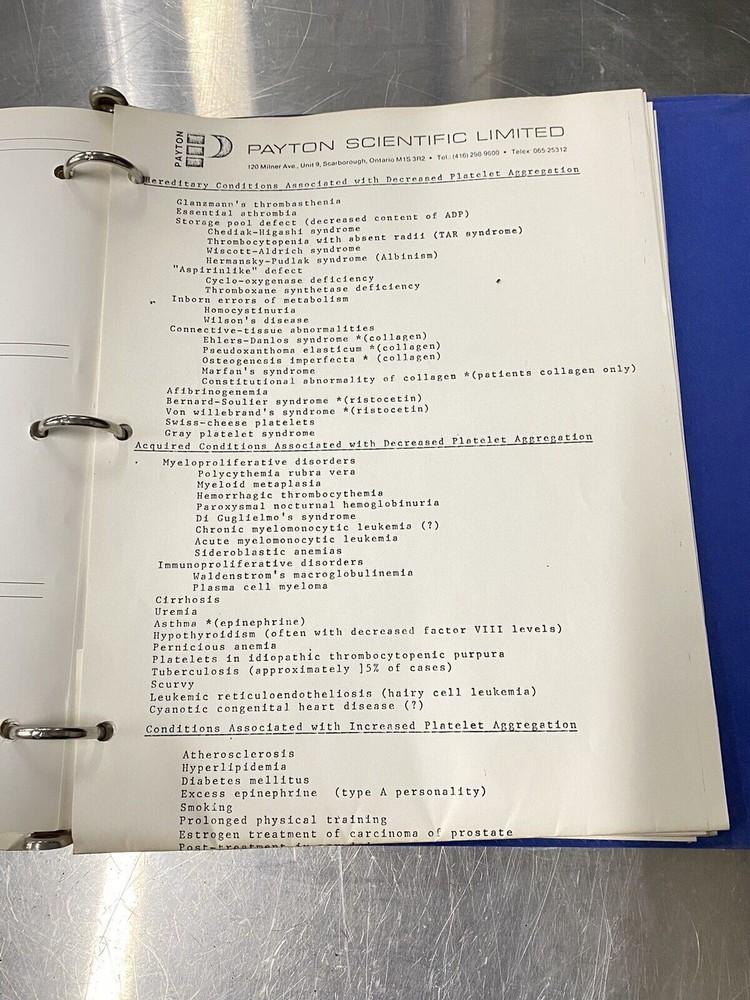 PAYTON
PAYTON SCIENTIFIC LIMITED
120 Milner Ave., Unit 9, Scarborough, Ontario M1S 3R2 • Tel.: (416) 298-9600 • Telex: 065-25312
Hereditary Conditions Associated with Decreased Platelet Aggregation
Glanzmann's thrombasthenia
Essential athrombia
Storage pool defect (decreased content of ADP)
Chediak-Higashi syndrome
Thrombocytopenia with absent radii (TAR syndrome)
Wiscott-Aldrich syndrome
Hermansky-Pudlak syndrome (Albinism)
"Aspirinlike" defect
Cyclo-oxygenase deficiency
Thromboxane synthetase deficiency
Inborn errors of metabolism
Homocystinuria
Wilson's disease
Connective-tissue abnormalities
Ehlers-Danlos syndrome *(collagen)
Pseudoxanthoma elasticum *(collagen)
Osteogenesis imperfecta * (collagen)
Marfan's syndrome
Constitutional abnormality of collagen *(patients collagen only)
Afibrinogenemia
Bernard-Soulier syndrome *(ristocetin)
Von willebrand's syndrome *(ristocetin)
Swiss-cheese platelets
Gray platelet syndrome
Acquired Conditions Associated with Decreased Platelet Aggregation
Myeloproliferative disorders
Polycythemia rubra vera
Myeloid metaplasia
Hemorrhagic thrombocythemia
Paroxysmal nocturnal hemoglobinuria
Di Guglielmo's syndrome
Chronic myelomonocytic leukemia (?)
Acute myelomonocytic leukemia
Sideroblastic anemias
Immunoproliferative disorders
Waldenstrom's macroglobulinemia
Plasma cell myeloma
Cirrhosis
Uremia
Asthma *(epinephrine)
Hypothyroidism (often with decreased factor VIII levels)
Pernicious anemia
Platelets in idiopathic thrombocytopenic purpura
Tuberculosis (approximately ]5% of cases)
Scurvy
Leukemic reticuloendotheliosis (hairy cell leukemia)
Cyanotic congenital heart disease (?)
Conditions Associated with Increased Platelet Aggregation
Atherosclerosis
Hyperlipidemia
Diabetes mellitus
Excess epinephrine (type A personality)
Smoking
Prolonged physical training
Estrogen treatment of carcinoma of prostate
Post-treatment